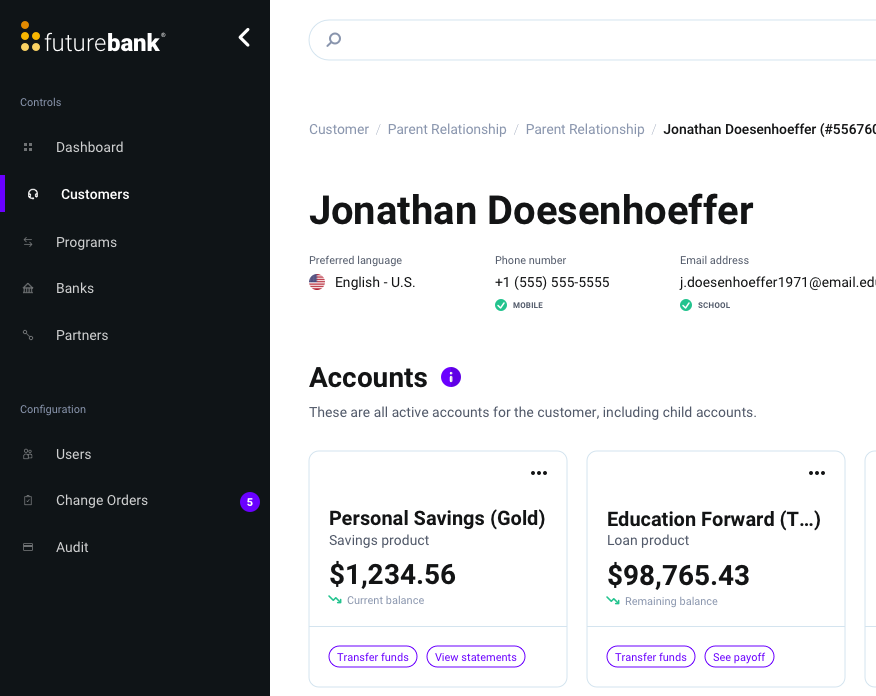 futurebank®
Controls
Dashboard
Customers
Programs
Banks
Partners
Configuration
Users
Change Orders 5
Audit
Customer / Parent Relationship / Parent Relationship / Jonathan Doesenhoeffer (#556760
Jonathan Doesenhoeffer
Preferred language Phone number Email address
English - U.S. +1 (555) 555-5555 j.doesenhoeffer1971@email.edu
MOBILE SCHOOL
Accounts
These are all active accounts for the customer, including child accounts.
Personal Savings (Gold)
Savings product
$1,234.56
Current balance
Transfer funds View statements
Education Forward (T...)
Loan product
$98,765.43
Remaining balance
Transfer funds See payoff